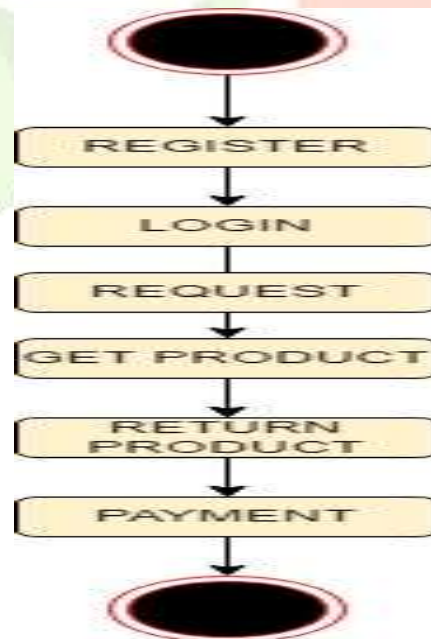 REGISTER
LOGIN
REQUEST
GET PRODUCT
RETURN
PRODUCT
PAYMENT